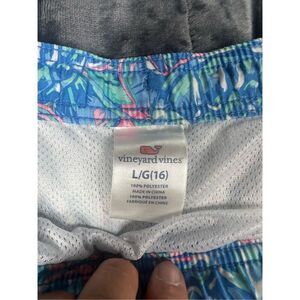 vineyard vines
L/G(16)
100% POLYESTER
MADE IN CHINA
100% POLYESTER
FABRIQUÉ EN CHINE